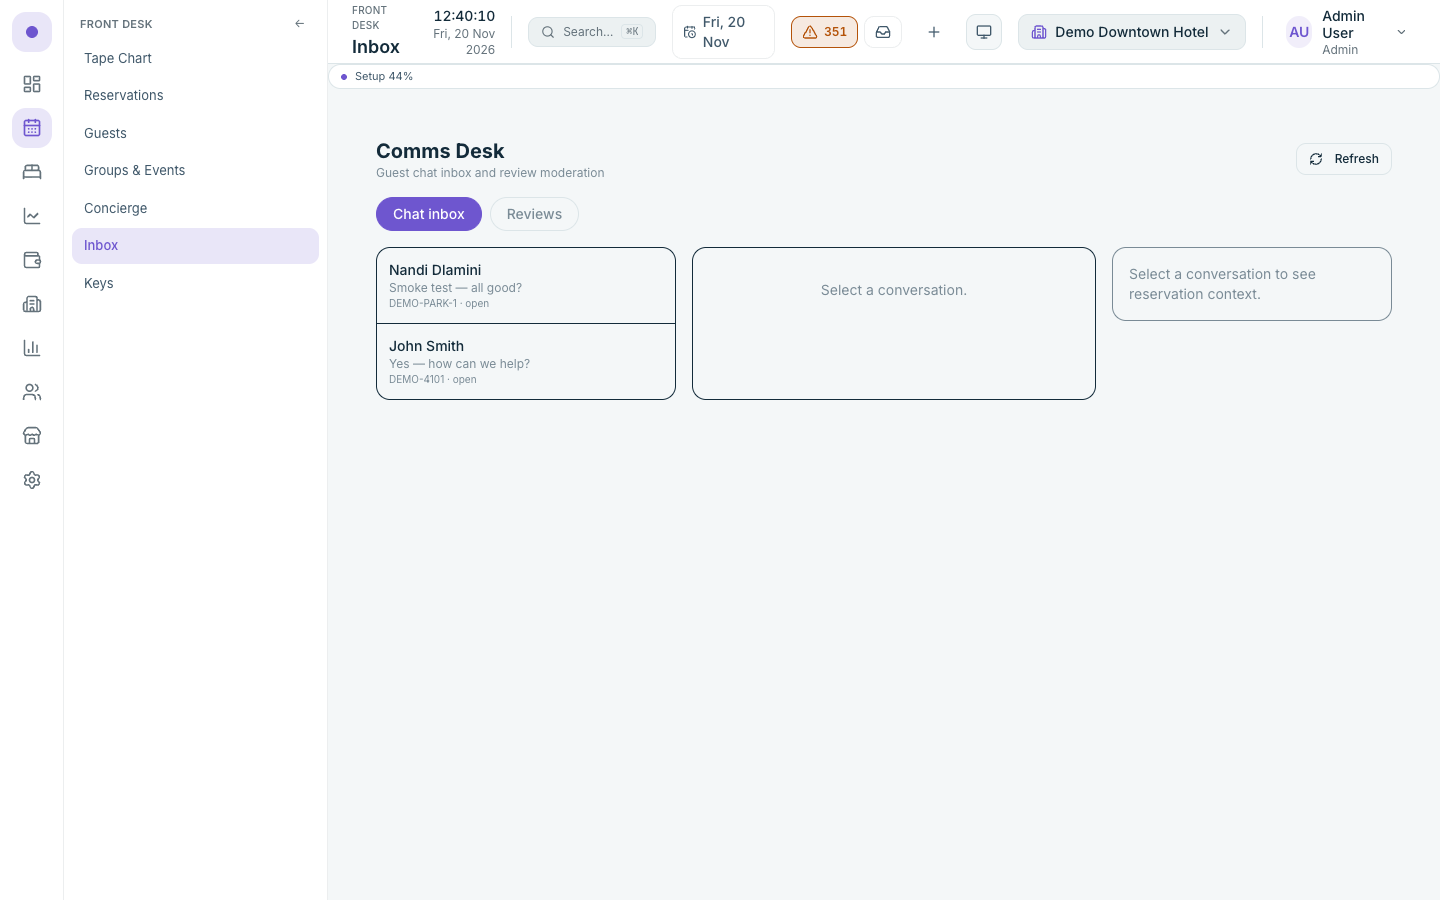 FRONT DESK
Tape Chart
Reservations
Guests
Groups & Events
Concierge
Inbox
Keys
FRONT
DESK
Inbox
12:40:10
Fri, 20 Nov
2026
Search...
⌘K
Fri, 20
Nov
351
Demo Downtown Hotel
AU
Admin
User
Admin
Setup 44%
Comms Desk
Guest chat inbox and review moderation
Refresh
Chat inbox
Reviews
Nandi Dlamini
Smoke test — all good?
DEMO-PARK-1 · open
John Smith
Yes — how can we help?
DEMO-4101 · open
Select a conversation.
Select a conversation to see
reservation context.